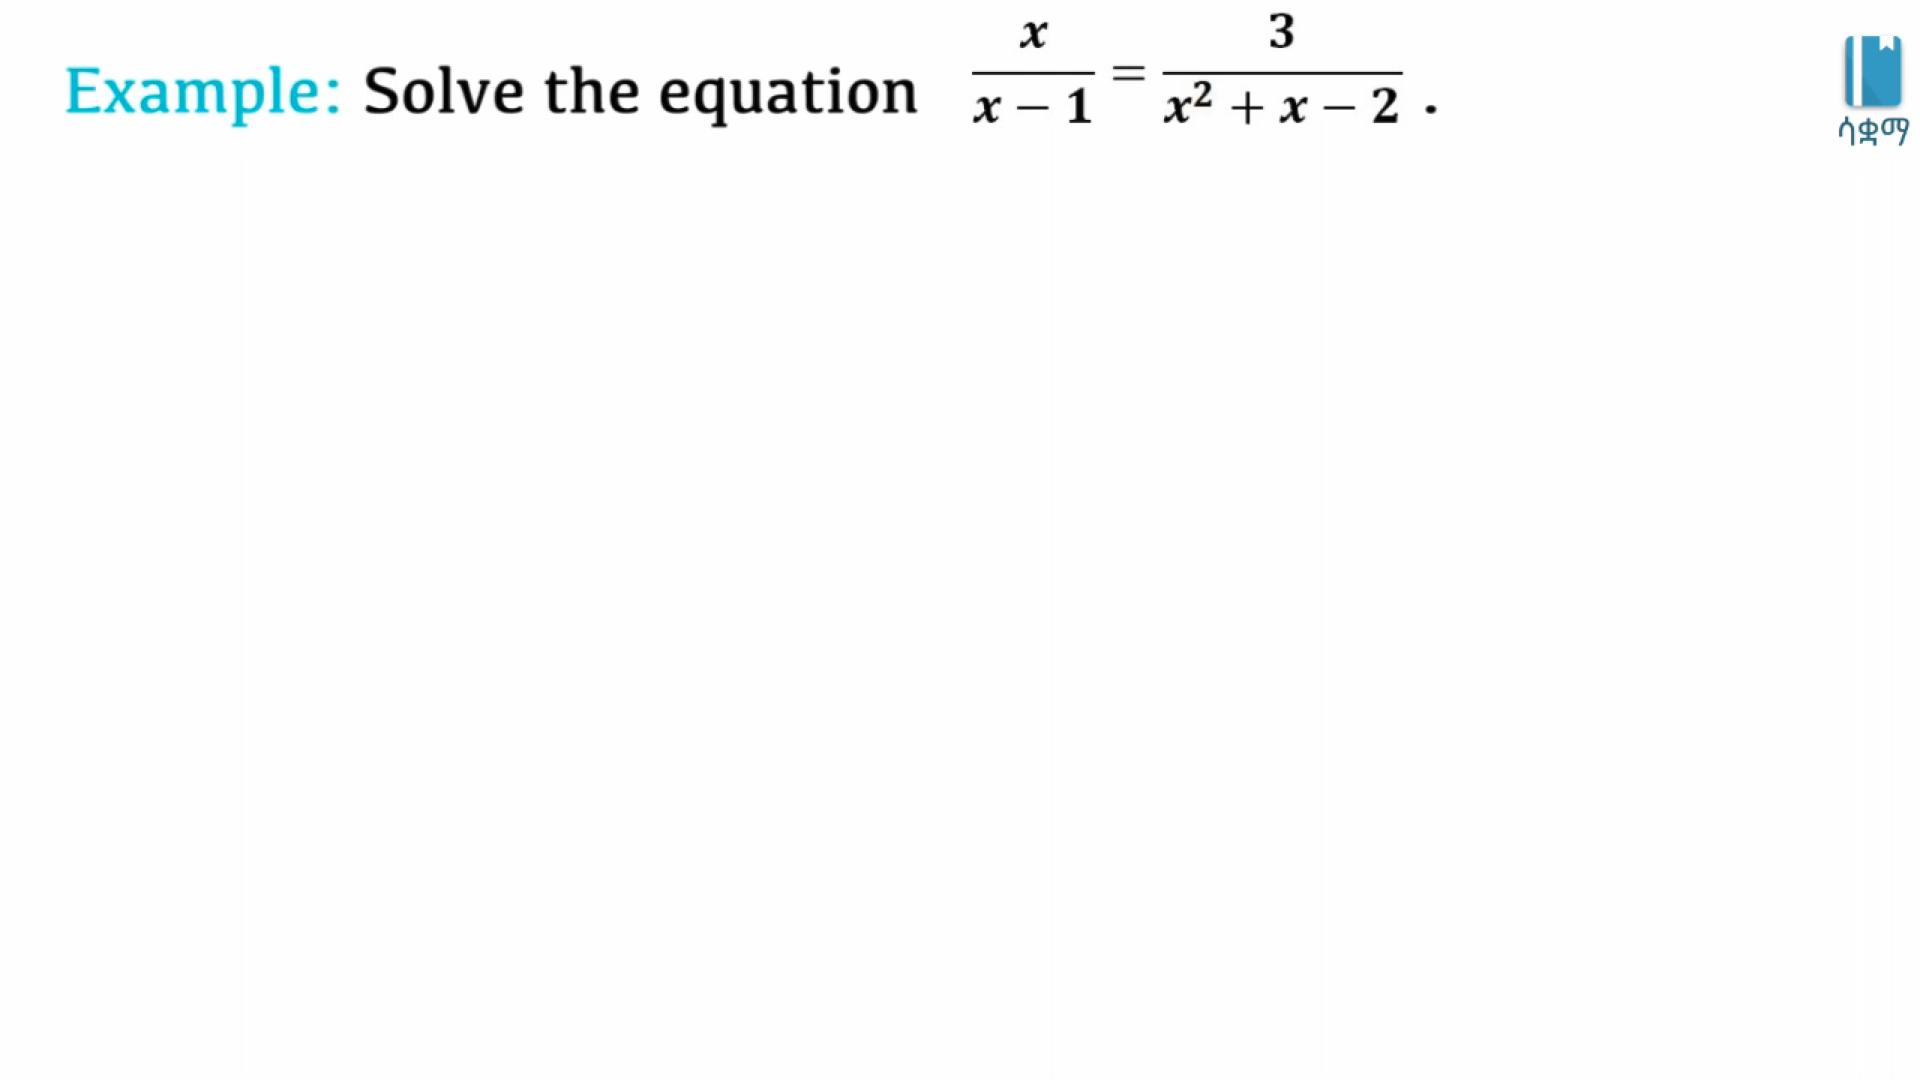 Example: Solve the equation x/(x − 1) = 3/(x² + x − 2) .
ሳቋማ